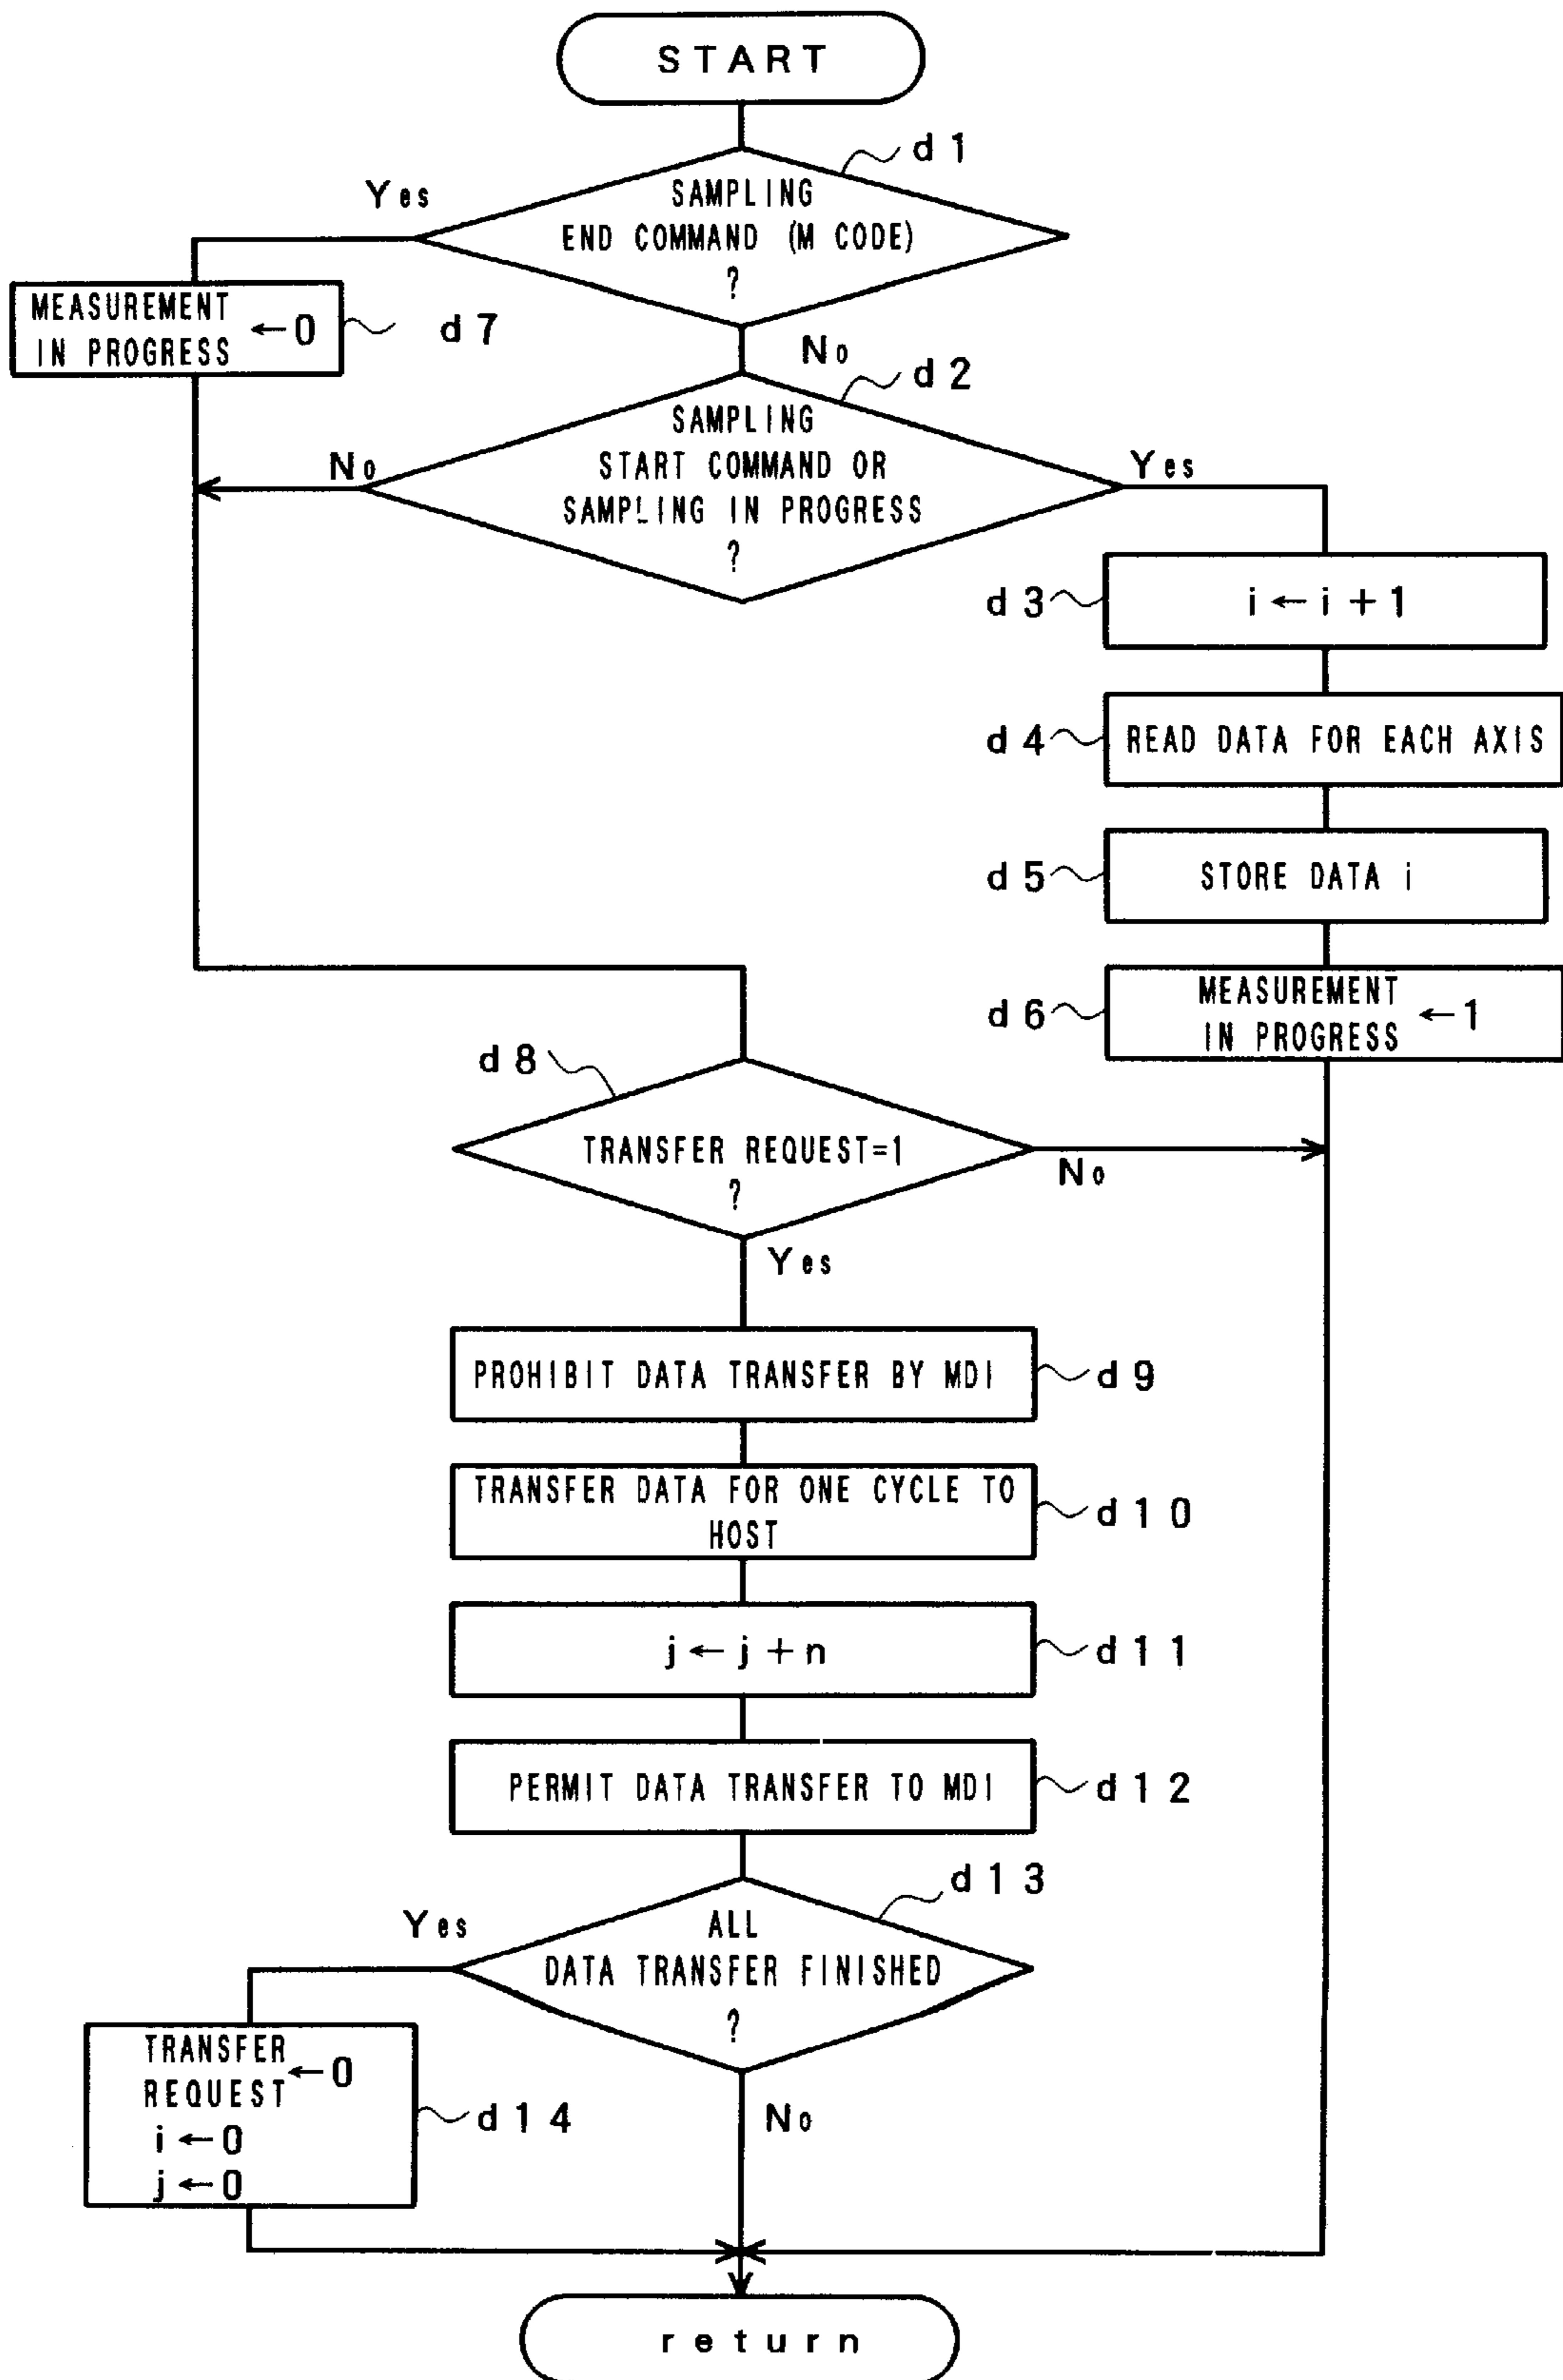 START
d1
Yes
SAMPLING
END COMMAND (M CODE)
?
MEASUREMENT
IN PROGRESS ←0
d7
No
d2
SAMPLING
START COMMAND OR
SAMPLING IN PROGRESS
?
No
Yes
d3
i←i+1
d4
READ DATA FOR EACH AXIS
d5
STORE DATA i
d6
MEASUREMENT
IN PROGRESS ←1
d8
TRANSFER REQUEST=1
?
No
Yes
PROHIBIT DATA TRANSFER BY MDI
d9
TRANSFER DATA FOR ONE CYCLE TO
HOST
d10
j←j+n
d11
PERMIT DATA TRANSFER TO MDI
d12
d13
Yes
ALL
DATA TRANSFER FINISHED
?
TRANSFER
REQUEST ←0
i←0
j←0
d14
No
return